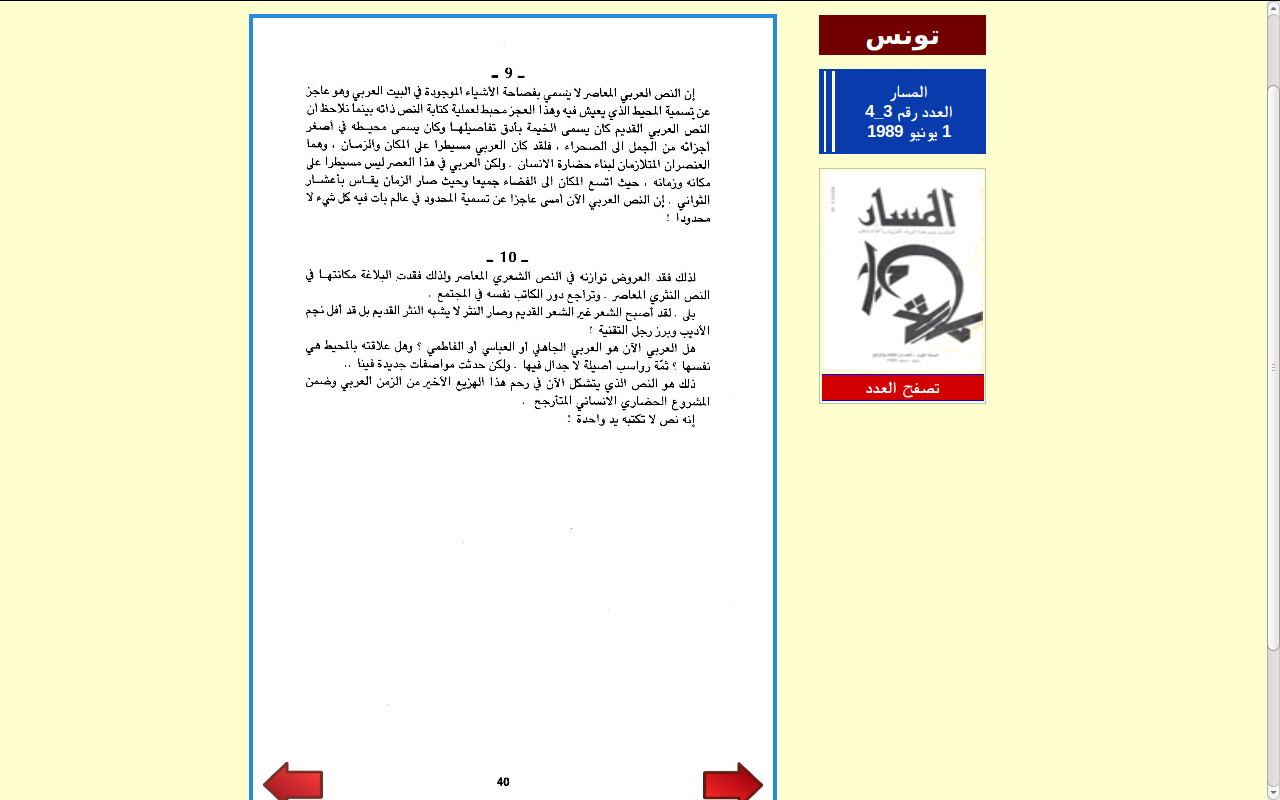 ـ 9 ـ
إن النص العربي المعاصر لا يسمي بفصاحة الأشياء الموجودة في البيت العربي وهو عاجز
عن تسمية المحيط الذي يعيش فيه وهذا العجز محبط لعملية كتابة النص ذاته بينما نلاحظ أن
النص العربي القديم كان يسمى الخيمة بأدق تفاصيلها وكان يسمى محيطه في أصغر
أجزائه من الجمل الى الصحراء ، فلقد كان العربي مسيطرا على المكان والزمان ، وهما
العنصران المتلازمان لبناء حضارة الانسان . ولكن العربي في هذا العصر ليس مسيطرا على
مكانه وزمانه ، حيث اتسع المكان الى الفضاء جميعا وحيث صار الزمان يقاس بأعشار
الثواني . إن النص العربي الآن أمسى عاجزا عن تسمية المحدود في عالم بات فيه كل شيء لا
محدودا !
ـ 10 ـ
لذلك فقد العروض توازنه في النص الشعري المعاصر ولذلك فقدت البلاغة مكانتها في
النص النثري المعاصر . وتراجع دور الكاتب نفسه في المجتمع .
بلى . لقد أصبح الشعر غير الشعر القديم وصار النثر لا يشبه النثر القديم بل قد أفل نجم
الأديب وبرز رجل التقنية !
هل العربي الآن هو العربي الجاهلي أو العباسي أو الفاطمي ؟ وهل علاقته بالمحيط هي
نفسها ؟ ثمّة رواسب أصيلة لا جدال فيها . ولكن حدثت مواصفات جديدة فينا ..
ذلك هو النص الذي يتشكل الآن في رحم هذا الهزيع الأخير من الزمن العربي وضمن
المشروع الحضاري الانساني المتأرجح .
إنه نص لا تكتبه يد واحدة !
40
تونس
المسار
العدد رقم 3_4
1 يونيو 1989
المسار
تصفح العدد